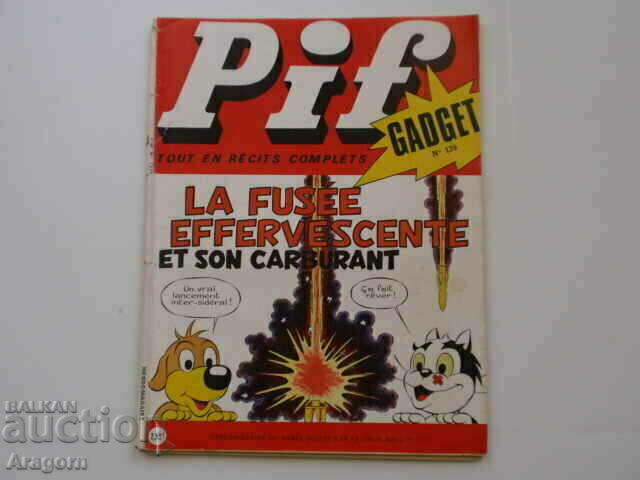 Pif
GADGET
N° 139
TOUT EN RÉCITS COMPLETS
LA FUSÉE
EFFERVESCENTE
ET SON CARBURANT
Un vrai
lancement
inter-sidéral !
Ça fait
rêver !
BALKAN
auction
Aragorn